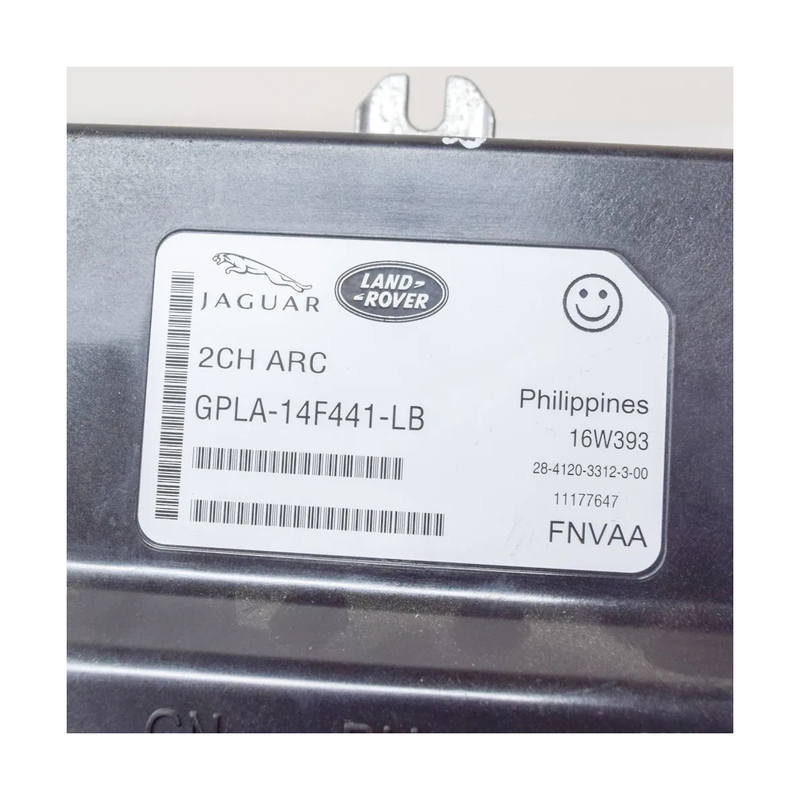 JAGUAR
LAND-
-ROVER
2CH ARC
GPLA-14F441-LB
Philippines
16W393
28-4120-3312-3-00
11177647
FNVAA